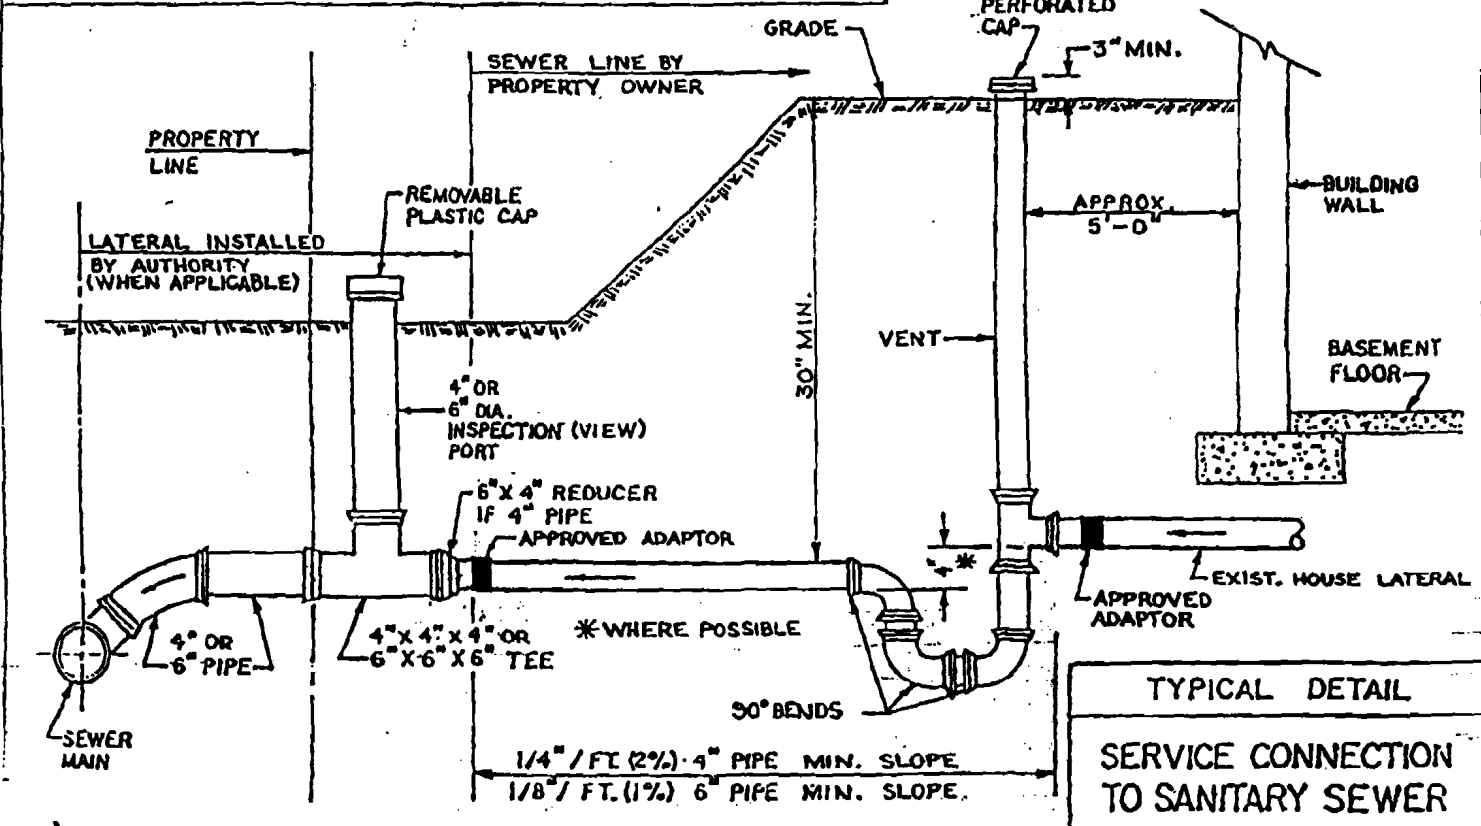 PERFORATED
CAP
GRADE
3" MIN.
SEWER LINE BY
PROPERTY OWNER
PROPERTY
LINE
REMOVABLE
PLASTIC CAP
BUILDING
WALL
APPROX.
5'-0"
LATERAL INSTALLED
BY AUTHORITY
(WHEN APPLICABLE)
30" MIN.
VENT
BASEMENT
FLOOR
4" OR
6" DIA.
INSPECTION (VIEW)
PORT
6" X 4" REDUCER
IF 4" PIPE
APPROVED ADAPTOR
4" *
EXIST. HOUSE LATERAL
APPROVED
ADAPTOR
4" OR
6" PIPE
4" X 4" X 4" OR
6" X 6" X 6" TEE
* WHERE POSSIBLE
90° BENDS
SEWER
MAIN
1/4" / FT. (2%) - 4" PIPE MIN. SLOPE
1/8" / FT. (1%) 6" PIPE MIN. SLOPE.
TYPICAL DETAIL
SERVICE CONNECTION
TO SANITARY SEWER